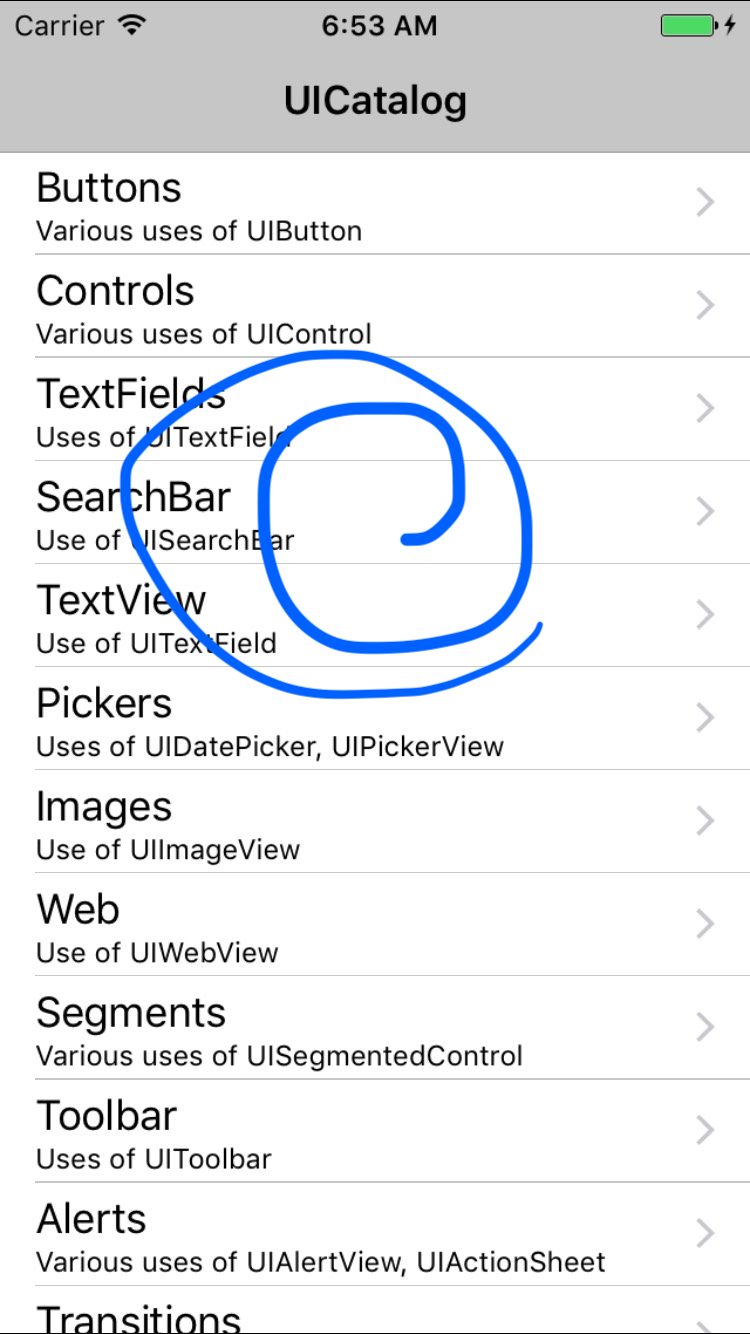 Carrier 6:53 AM
UICatalog
Buttons
Various uses of UIButton
Controls
Various uses of UIControl
TextFields
Uses of UITextField
SearchBar
Use of UISearchBar
TextView
Use of UITextField
Pickers
Uses of UIDatePicker, UIPickerView
Images
Use of UIImageView
Web
Use of UIWebView
Segments
Various uses of UISegmentedControl
Toolbar
Uses of UIToolbar
Alerts
Various uses of UIAlertView, UIActionSheet
Transitions